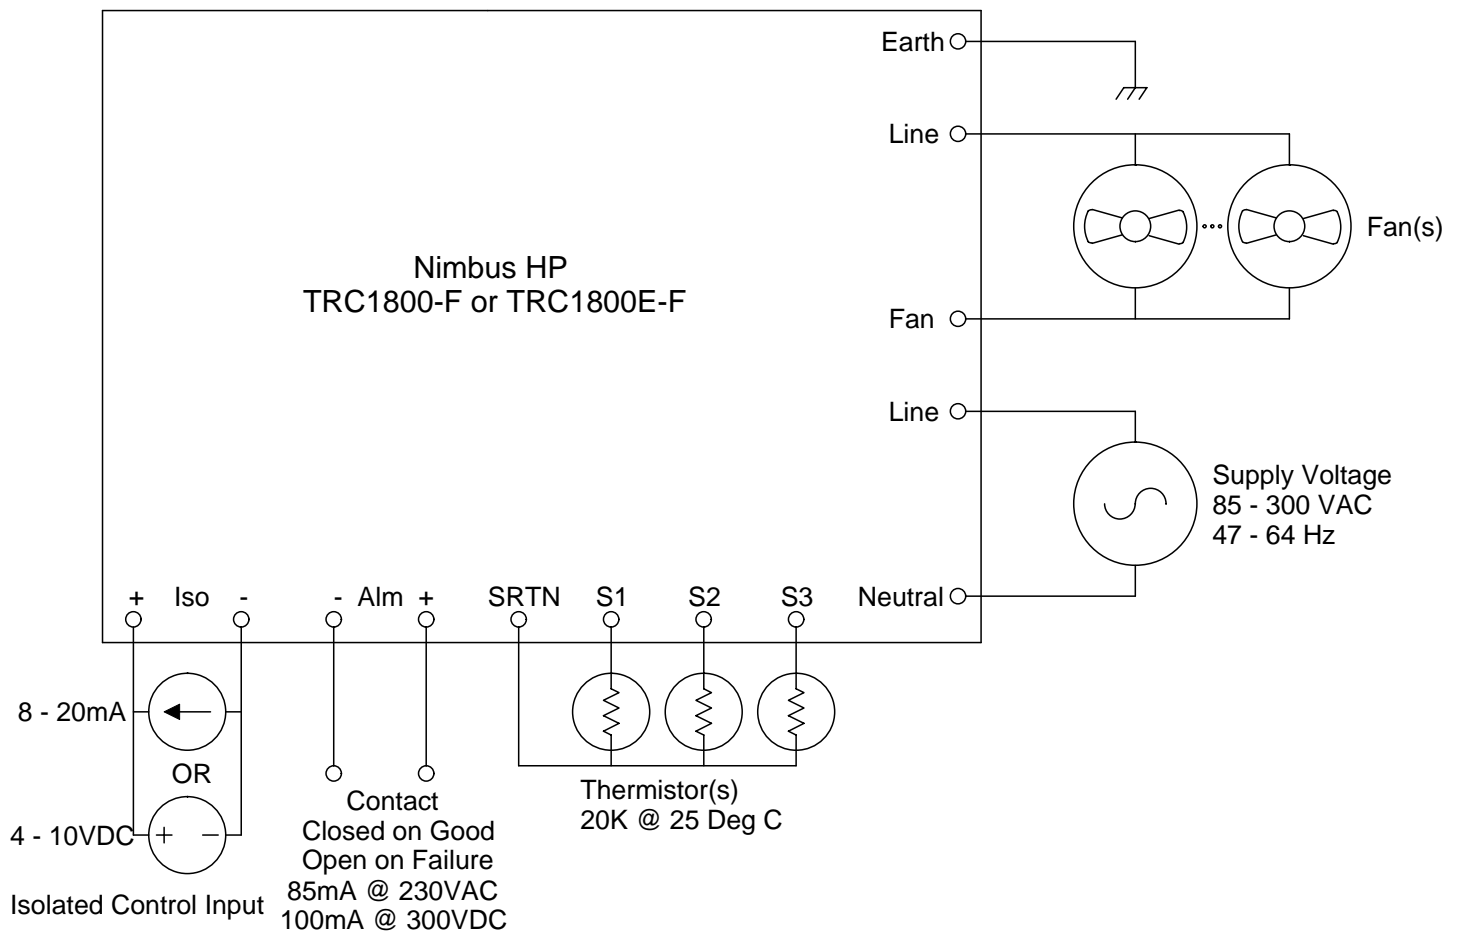 Earth
Line
Fan(s)
Nimbus HP
TRC1800-F or TRC1800E-F
Fan
Line
Supply Voltage
85 - 300 VAC
47 - 64 Hz
+ Iso - - Alm + SRTN S1 S2 S3 Neutral
8 - 20mA
OR
4 - 10VDC
+ -
Isolated Control Input
Contact
Closed on Good
Open on Failure
85mA @ 230VAC
100mA @ 300VDC
Thermistor(s)
20K @ 25 Deg C